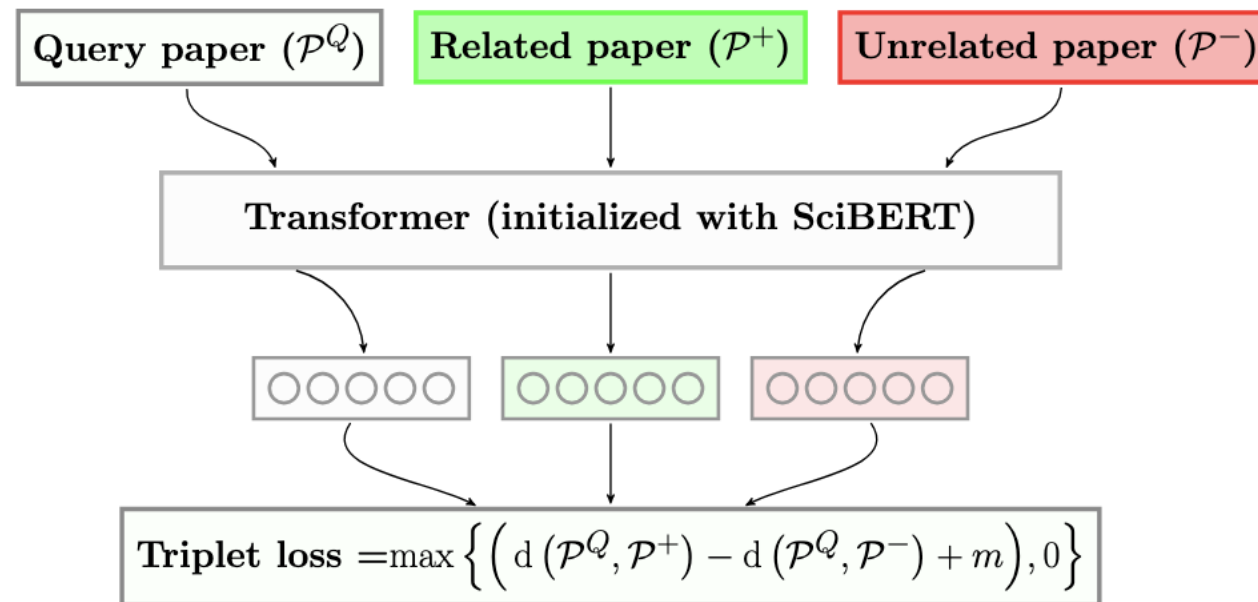 Query paper (𝒫^Q)
Related paper (𝒫^+)
Unrelated paper (𝒫^−)
Transformer (initialized with SciBERT)
Triplet loss =max {( d (𝒫^Q, 𝒫^+) − d (𝒫^Q, 𝒫^−) + m), 0}